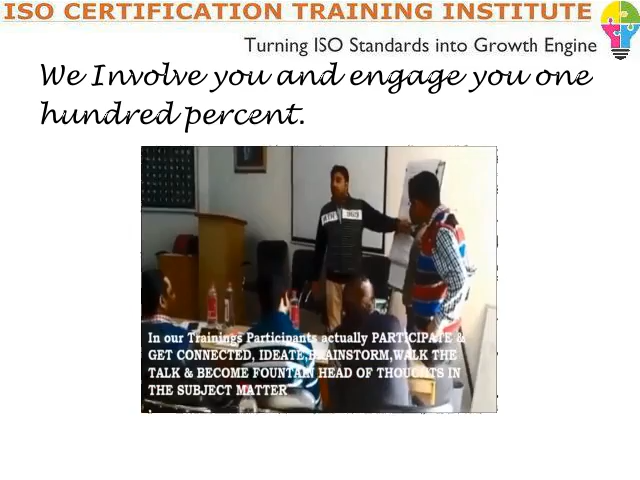 ISO CERTIFICATION TRAINING INSTITUTE
Turning ISO Standards into Growth Engine
We Involve you and engage you one
hundred percent.
In our Trainings Participants actually PARTICIPATE &
GET CONNECTED, IDEATE,BRAINSTORM,WALK THE
TALK & BECOME FOUNTAIN HEAD OF THOUGHTS IN
THE SUBJECT MATTER